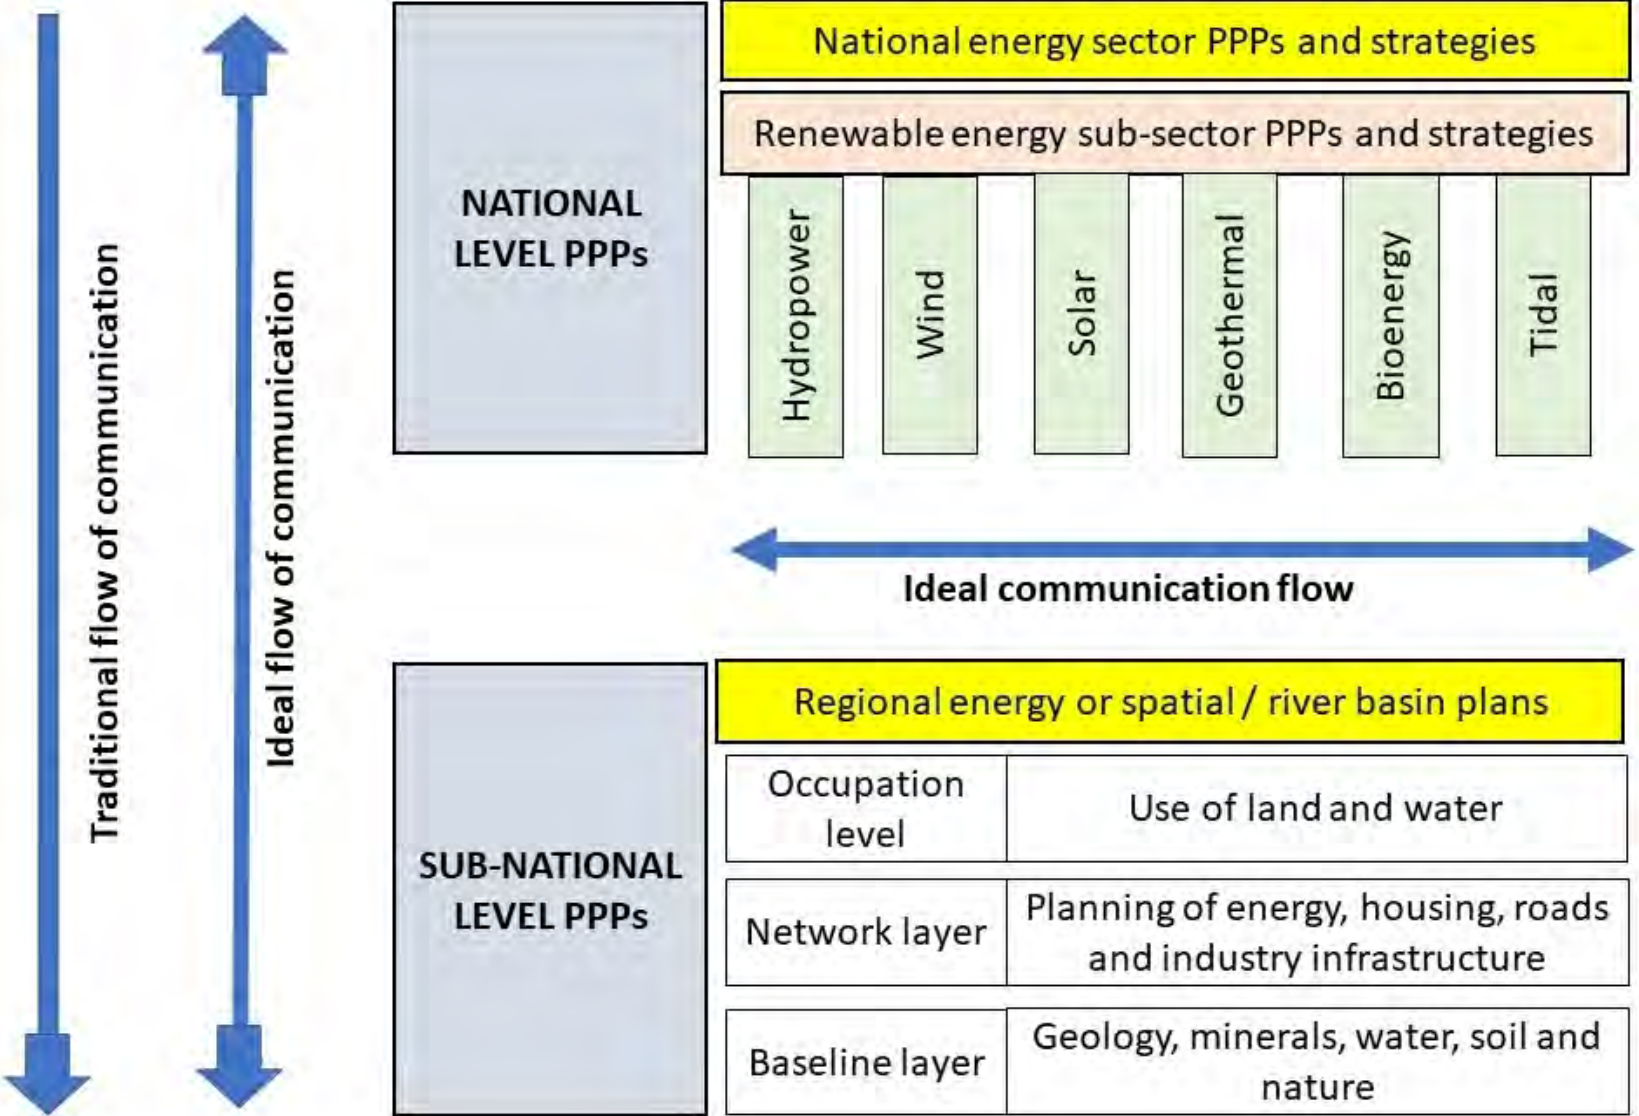 Traditional flow of communication
Ideal flow of communication
NATIONAL
LEVEL PPPs
National energy sector PPPs and strategies
Renewable energy sub-sector PPPs and strategies
Hydropower
Wind
Solar
Geothermal
Bioenergy
Tidal
Ideal communication flow
SUB-NATIONAL
LEVEL PPPs
Regional energy or spatial / river basin plans
Occupation
level
Use of land and water
Network layer
Planning of energy, housing, roads
and industry infrastructure
Baseline layer
Geology, minerals, water, soil and
nature